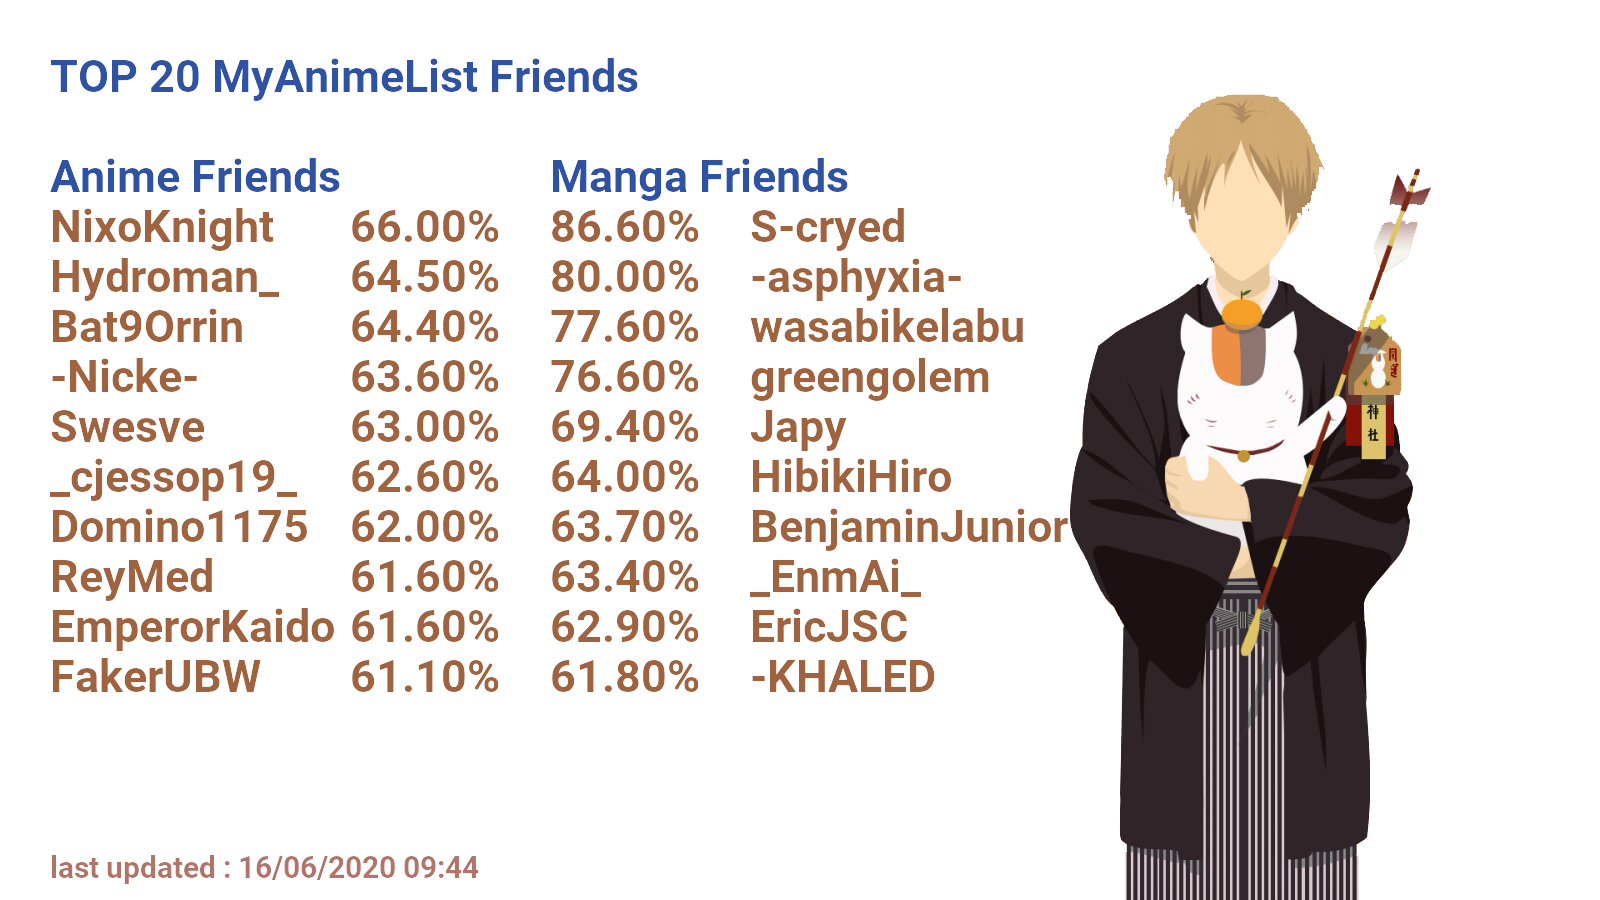 TOP 20 MyAnimeList Friends
Anime Friends Manga Friends
NixoKnight 66.00% 86.60% S-cryed
Hydroman_ 64.50% 80.00% -asphyxia-
Bat9Orrin 64.40% 77.60% wasabikelabu
-Nicke- 63.60% 76.60% greengolem
Swesve 63.00% 69.40% Japy
_cjessop19_ 62.60% 64.00% HibikiHiro
Domino1175 62.00% 63.70% BenjaminJunior
ReyMed 61.60% 63.40% _EnmAi_
EmperorKaido 61.60% 62.90% EricJSC
FakerUBW 61.10% 61.80% -KHALED
神社
last updated : 16/06/2020 09:44